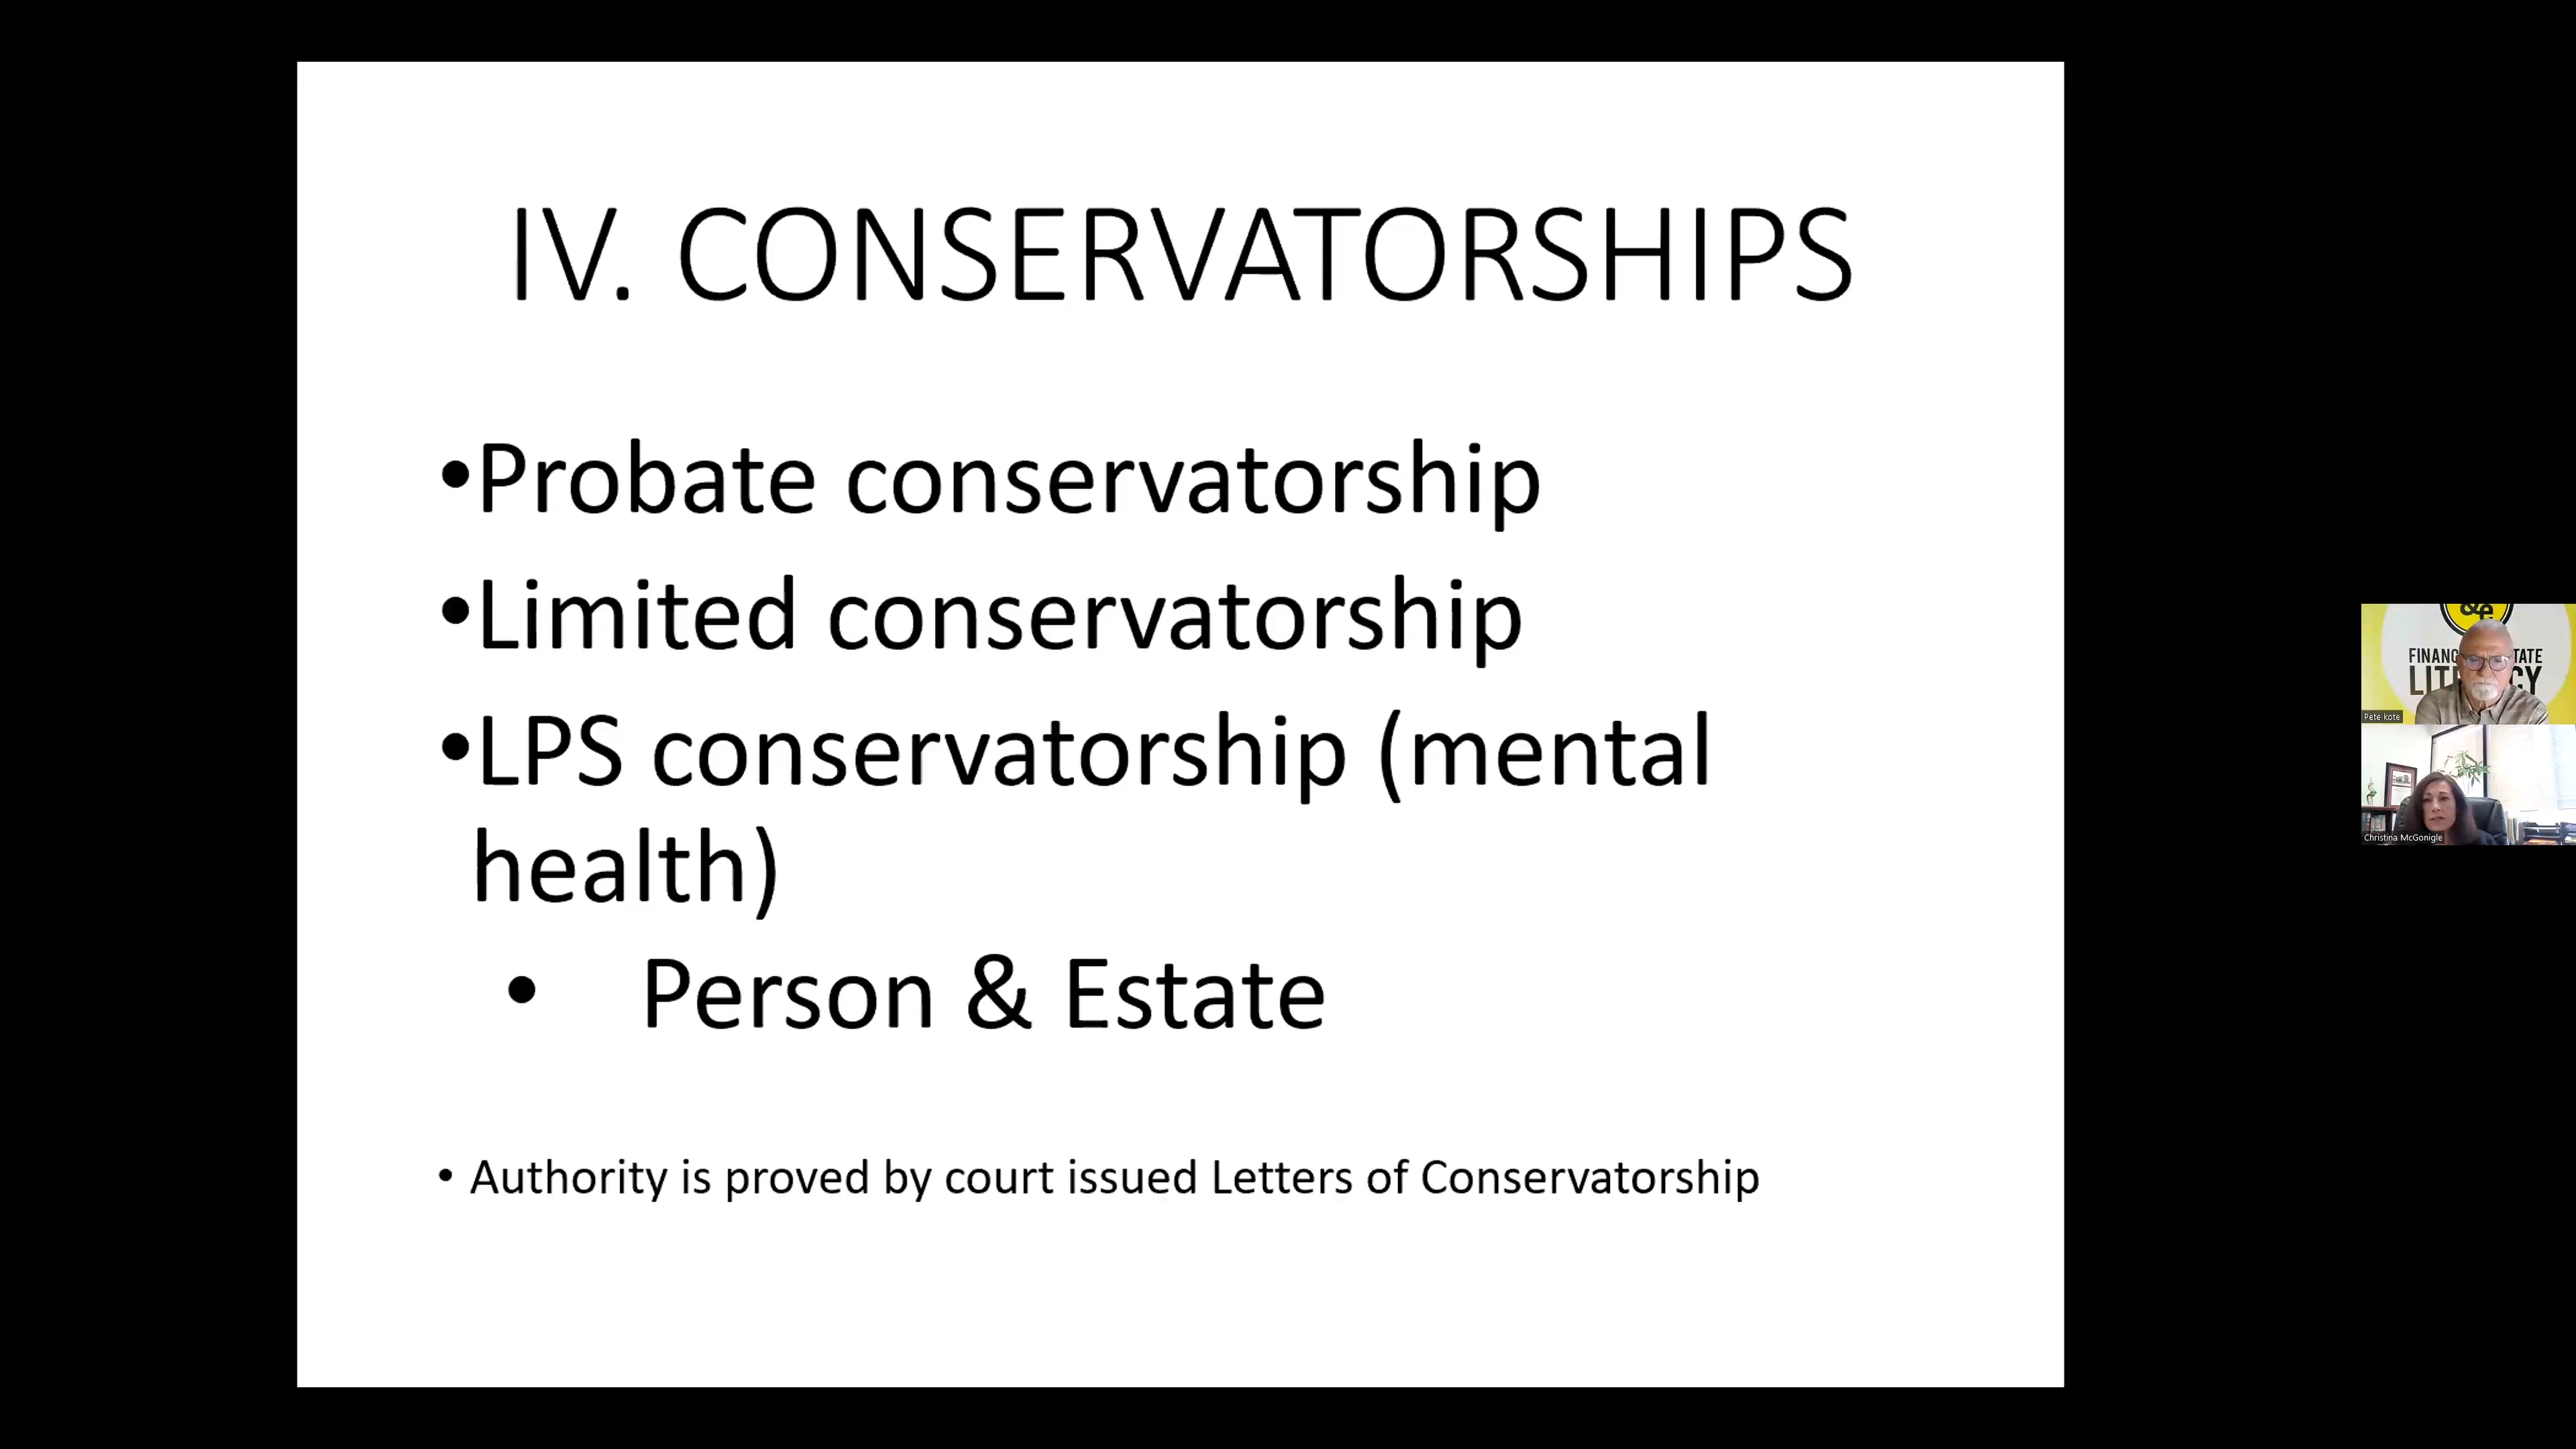 IV. CONSERVATORSHIPS
•Probate conservatorship
•Limited conservatorship
•LPS conservatorship (mental
health)
• Person & Estate
• Authority is proved by court issued Letters of Conservatorship
&e
Pete kote
Christina McGonigle